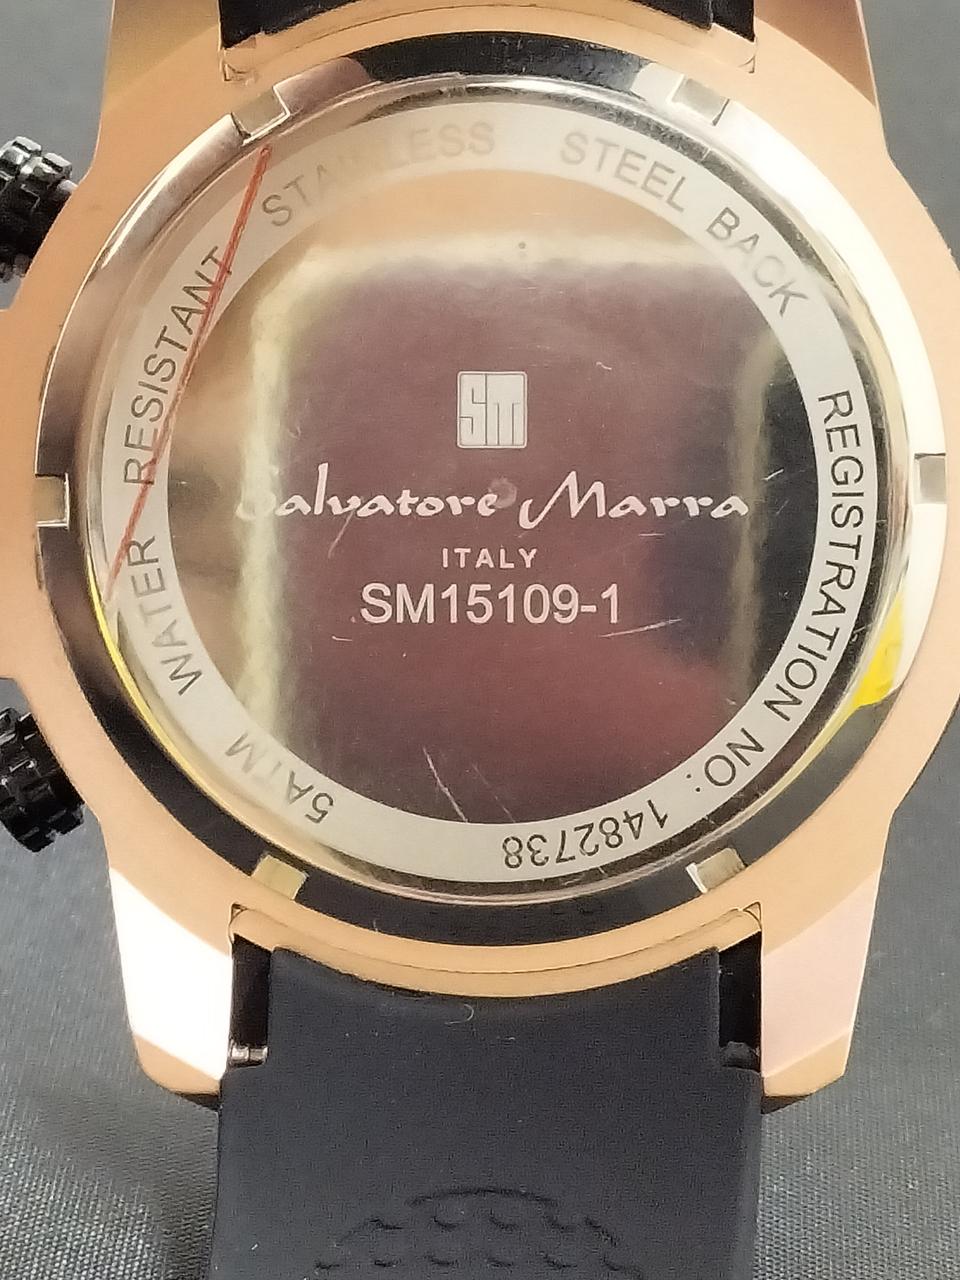 STAINLESS STEEL BACK
REGISTRATION NO: 1482738
5ATM WATER RESISTANT
SM
Salvatore Marra
ITALY
SM15109-1